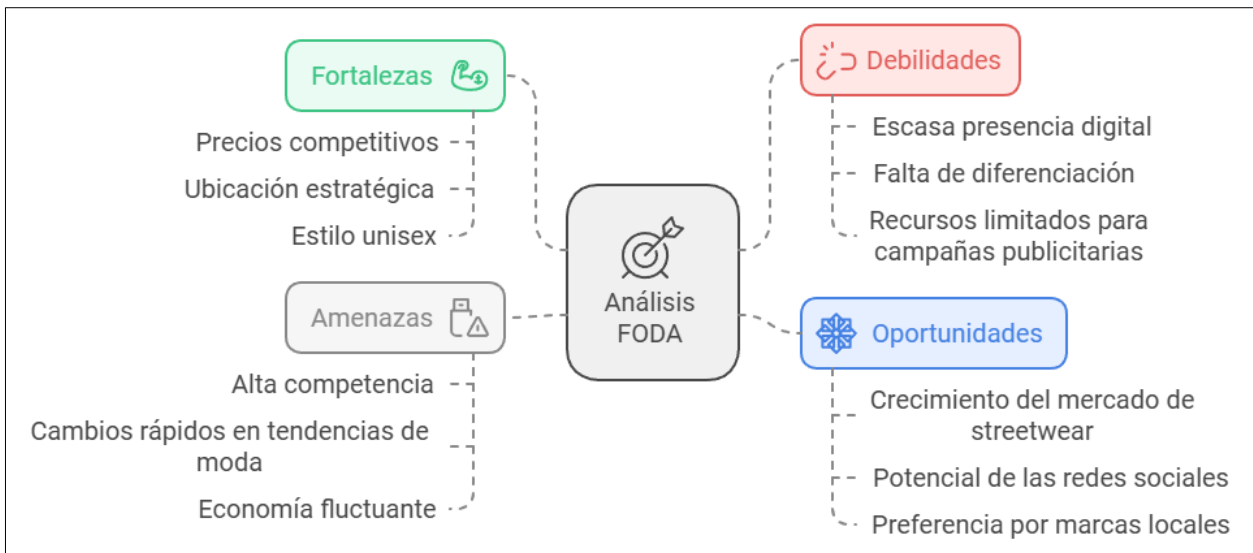 Fortalezas
Precios competitivos
Ubicación estratégica
Estilo unisex
Amenazas
Alta competencia
Cambios rápidos en tendencias de
moda
Economía fluctuante
Análisis
FODA
Debilidades
Escasa presencia digital
Falta de diferenciación
Recursos limitados para
campañas publicitarias
Oportunidades
Crecimiento del mercado de
streetwear
Potencial de las redes sociales
Preferencia por marcas locales